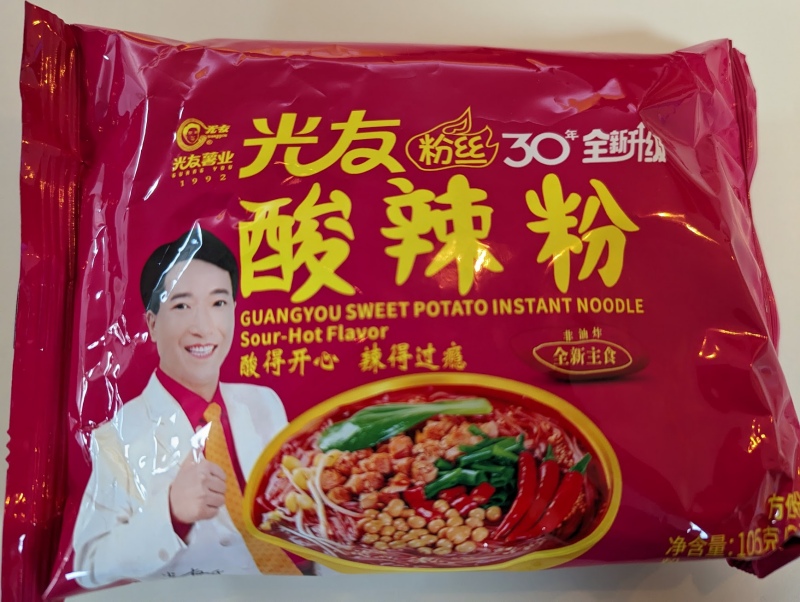 光友
光友薯业
GUANG YOU
1992
光友 粉丝 30年 全新升级
酸辣粉
GUANGYOU SWEET POTATO INSTANT NOODLE
Sour-Hot Flavor
酸得开心 辣得过瘾
非油炸
全新主食
净含量:105克